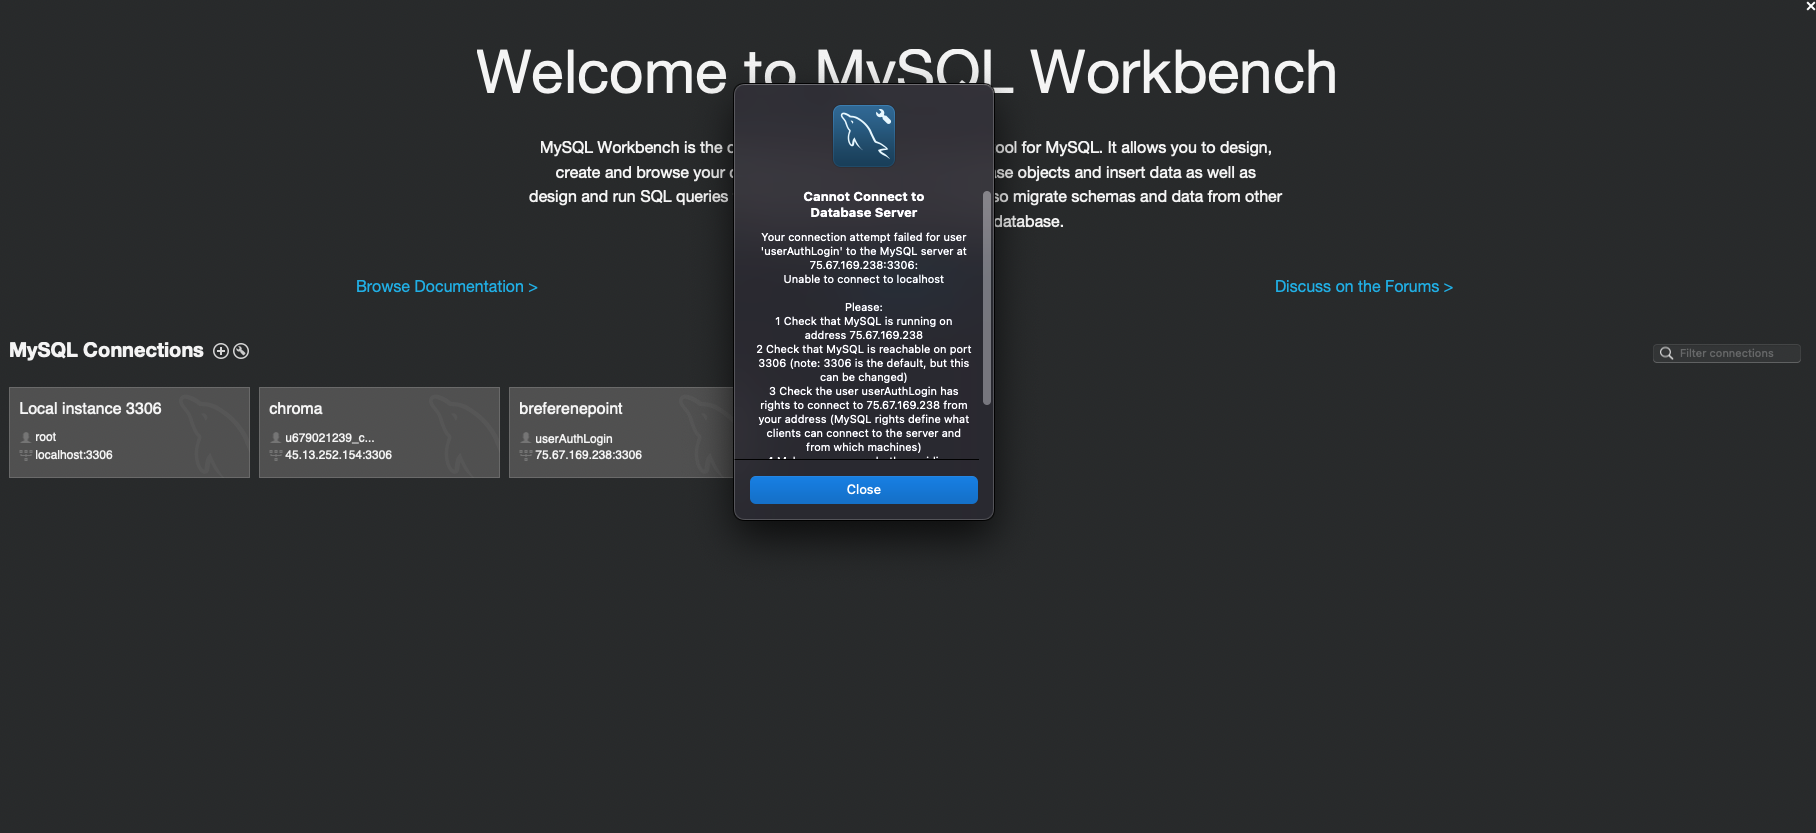 Welcome to MySQL Workbench
MySQL Workbench is the
ool for MySQL. It allows you to design,
create and browse your
se objects and insert data as well as
design and run SQL queries
so migrate schemas and data from other
database.
Browse Documentation >
Discuss on the Forums >
Cannot Connect to
Database Server
Your connection attempt failed for user
'userAuthLogin' to the MySQL server at
75.67.169.238:3306:
Unable to connect to localhost
Please:
1 Check that MySQL is running on
address 75.67.169.238
2 Check that MySQL is reachable on port
3306 (note: 3306 is the default, but this
can be changed)
3 Check the user userAuthLogin has
rights to connect to 75.67.169.238 from
your address (MySQL rights define what
clients can connect to the server and
from which machines)
Close
MySQL Connections
Filter connections
Local instance 3306
root
localhost:3306
chroma
u679021239_c...
45.13.252.154:3306
breferenepoint
userAuthLogin
75.67.169.238:3306